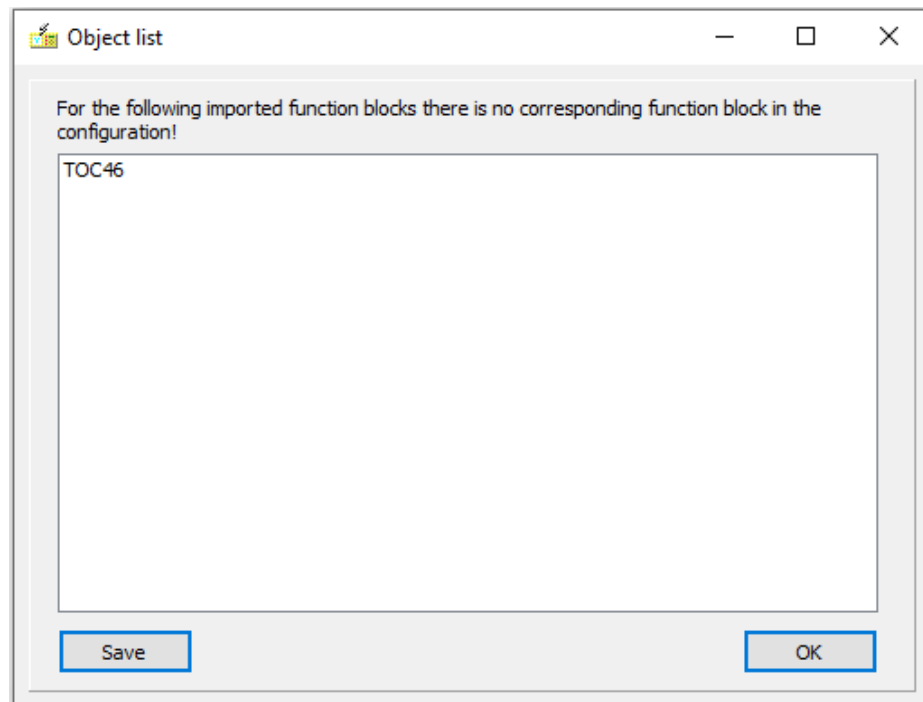 Object list
For the following imported function blocks there is no corresponding function block in the
configuration!
TOC46
Save
OK